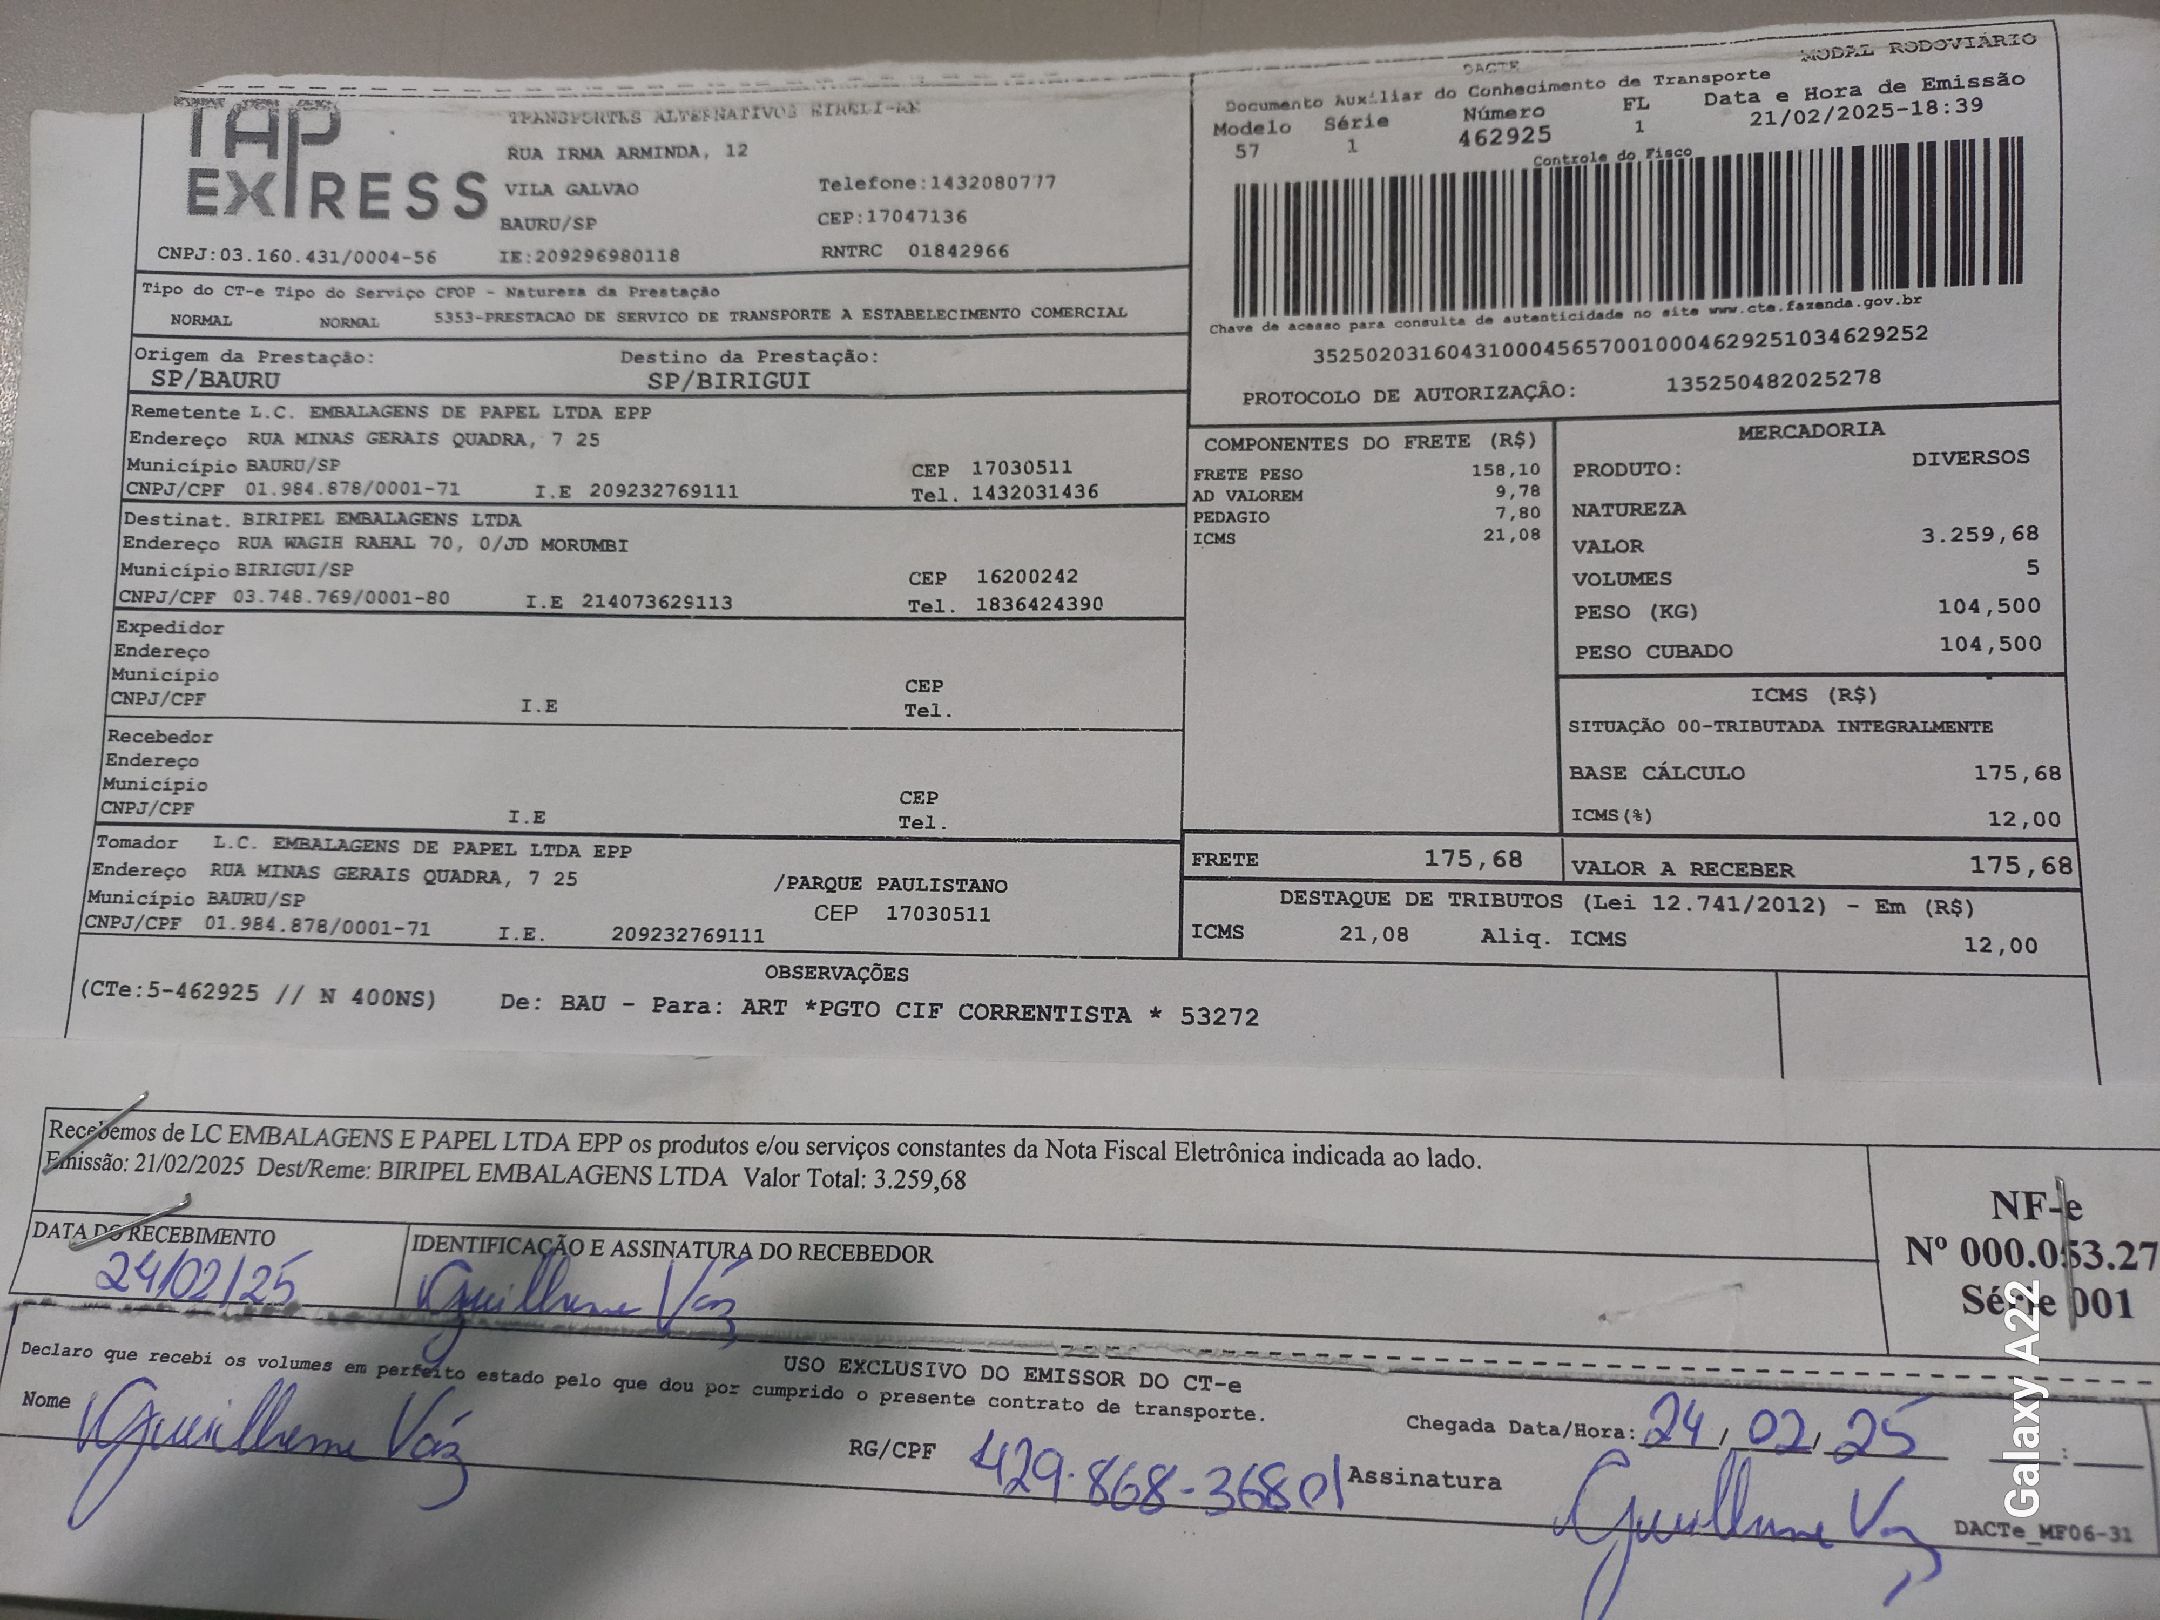 TAP
EXPRESS
TRANSPORTES ALTERNATIVOS EIRELI-EN
RUA IRMA ARMINDA, 12
VILA GALVAO
Telefone:1432080777
BAURU/SP
CEP:17047136
CNPJ:03.160.431/0004-56
IE:209296980118
RNTRC 01842966
MODAL RODOVIÁRIO
DACTE
Documento Auxiliar do Conhecimento de Transporte
Modelo Série Número FL Data e Hora de Emissão
57 1 462925 1 21/02/2025-18:39
Controle do Fisco
Chave de acesso para consulta de autenticidade no site www.cte.fazenda.gov.br
35250203160431000456570010004629251034629252
PROTOCOLO DE AUTORIZAÇÃO: 135250482025278
Tipo do CT-e Tipo do Serviço CFOP - Natureza da Prestação
NORMAL NORMAL 5353-PRESTACAO DE SERVICO DE TRANSPORTE A ESTABELECIMENTO COMERCIAL
Origem da Prestação: Destino da Prestação:
SP/BAURU SP/BIRIGUI
Remetente L.C. EMBALAGENS DE PAPEL LTDA EPP
Endereço RUA MINAS GERAIS QUADRA, 7 25
Município BAURU/SP CEP 17030511
CNPJ/CPF 01.984.878/0001-71 I.E 209232769111 Tel. 1432031436
Destinat. BIRIPEL EMBALAGENS LTDA
Endereço RUA WAGIH RAHAL 70, 0/JD MORUMBI
Município BIRIGUI/SP CEP 16200242
CNPJ/CPF 03.748.769/0001-80 I.E 214073629113 Tel. 1836424390
Expedidor
Endereço
Município CEP
CNPJ/CPF I.E Tel.
Recebedor
Endereço
Município CEP
CNPJ/CPF I.E Tel.
Tomador L.C. EMBALAGENS DE PAPEL LTDA EPP
Endereço RUA MINAS GERAIS QUADRA, 7 25 /PARQUE PAULISTANO
Município BAURU/SP CEP 17030511
CNPJ/CPF 01.984.878/0001-71 I.E. 209232769111
COMPONENTES DO FRETE (R$)
FRETE PESO 158,10
AD VALOREM 9,78
PEDAGIO 7,80
ICMS 21,08
MERCADORIA
PRODUTO: DIVERSOS
NATUREZA
VALOR 3.259,68
VOLUMES 5
PESO (KG) 104,500
PESO CUBADO 104,500
ICMS (R$)
SITUAÇÃO 00-TRIBUTADA INTEGRALMENTE
BASE CÁLCULO 175,68
ICMS(%) 12,00
FRETE 175,68 VALOR A RECEBER 175,68
DESTAQUE DE TRIBUTOS (Lei 12.741/2012) - Em (R$)
ICMS 21,08 Aliq. ICMS 12,00
OBSERVAÇÕES
(CTe:5-462925 // N 400NS) De: BAU - Para: ART *PGTO CIF CORRENTISTA * 53272
Recebemos de LC EMBALAGENS E PAPEL LTDA EPP os produtos e/ou serviços constantes da Nota Fiscal Eletrônica indicada ao lado.
Emissão: 21/02/2025 Dest/Reme: BIRIPEL EMBALAGENS LTDA Valor Total: 3.259,68
DATA DO RECEBIMENTO IDENTIFICAÇÃO E ASSINATURA DO RECEBEDOR
24/02/25 Guilherme Váz
NF-e
Nº 000.053.27
Série 001
USO EXCLUSIVO DO EMISSOR DO CT-e
Declaro que recebi os volumes em perfeito estado pelo que dou por cumprido o presente contrato de transporte.
Nome Guilherme Váz RG/CPF 429.868-368 01 Chegada Data/Hora: 24/02/25 __:__
Assinatura Guilherme Vaz
DACTe_MF06-31
Galaxy A22